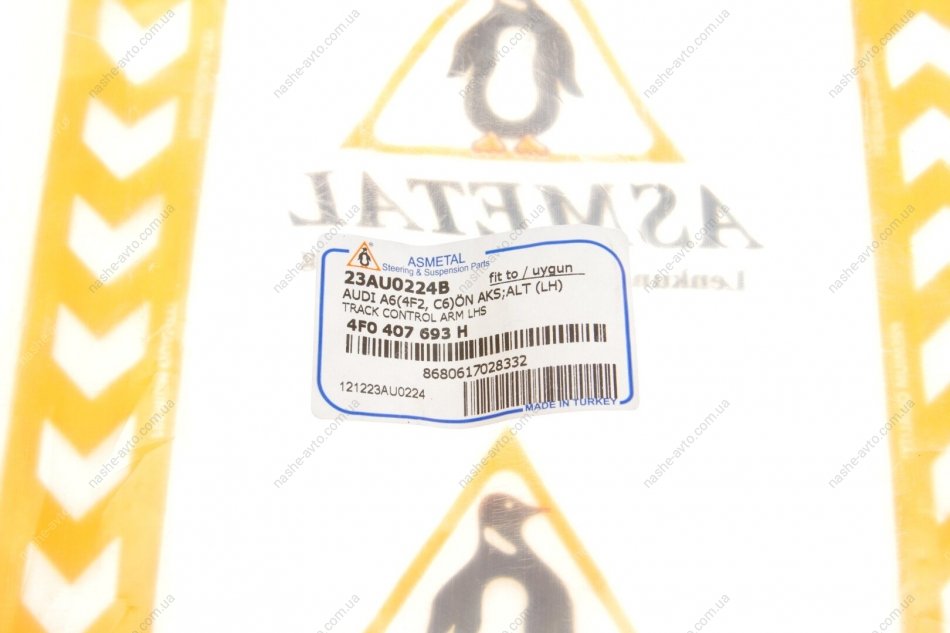 ASMETAL
Lenkun
ASMETAL
Steering & Suspension Parts
23AU0224B
fit to / uygun
AUDI A6(4F2, C6)ÖN AKS;ALT (LH)
TRACK CONTROL ARM LHS
4F0 407 693 H
8680617028332
121223AU0224
MADE IN TURKEY
nashe-avto.com.ua